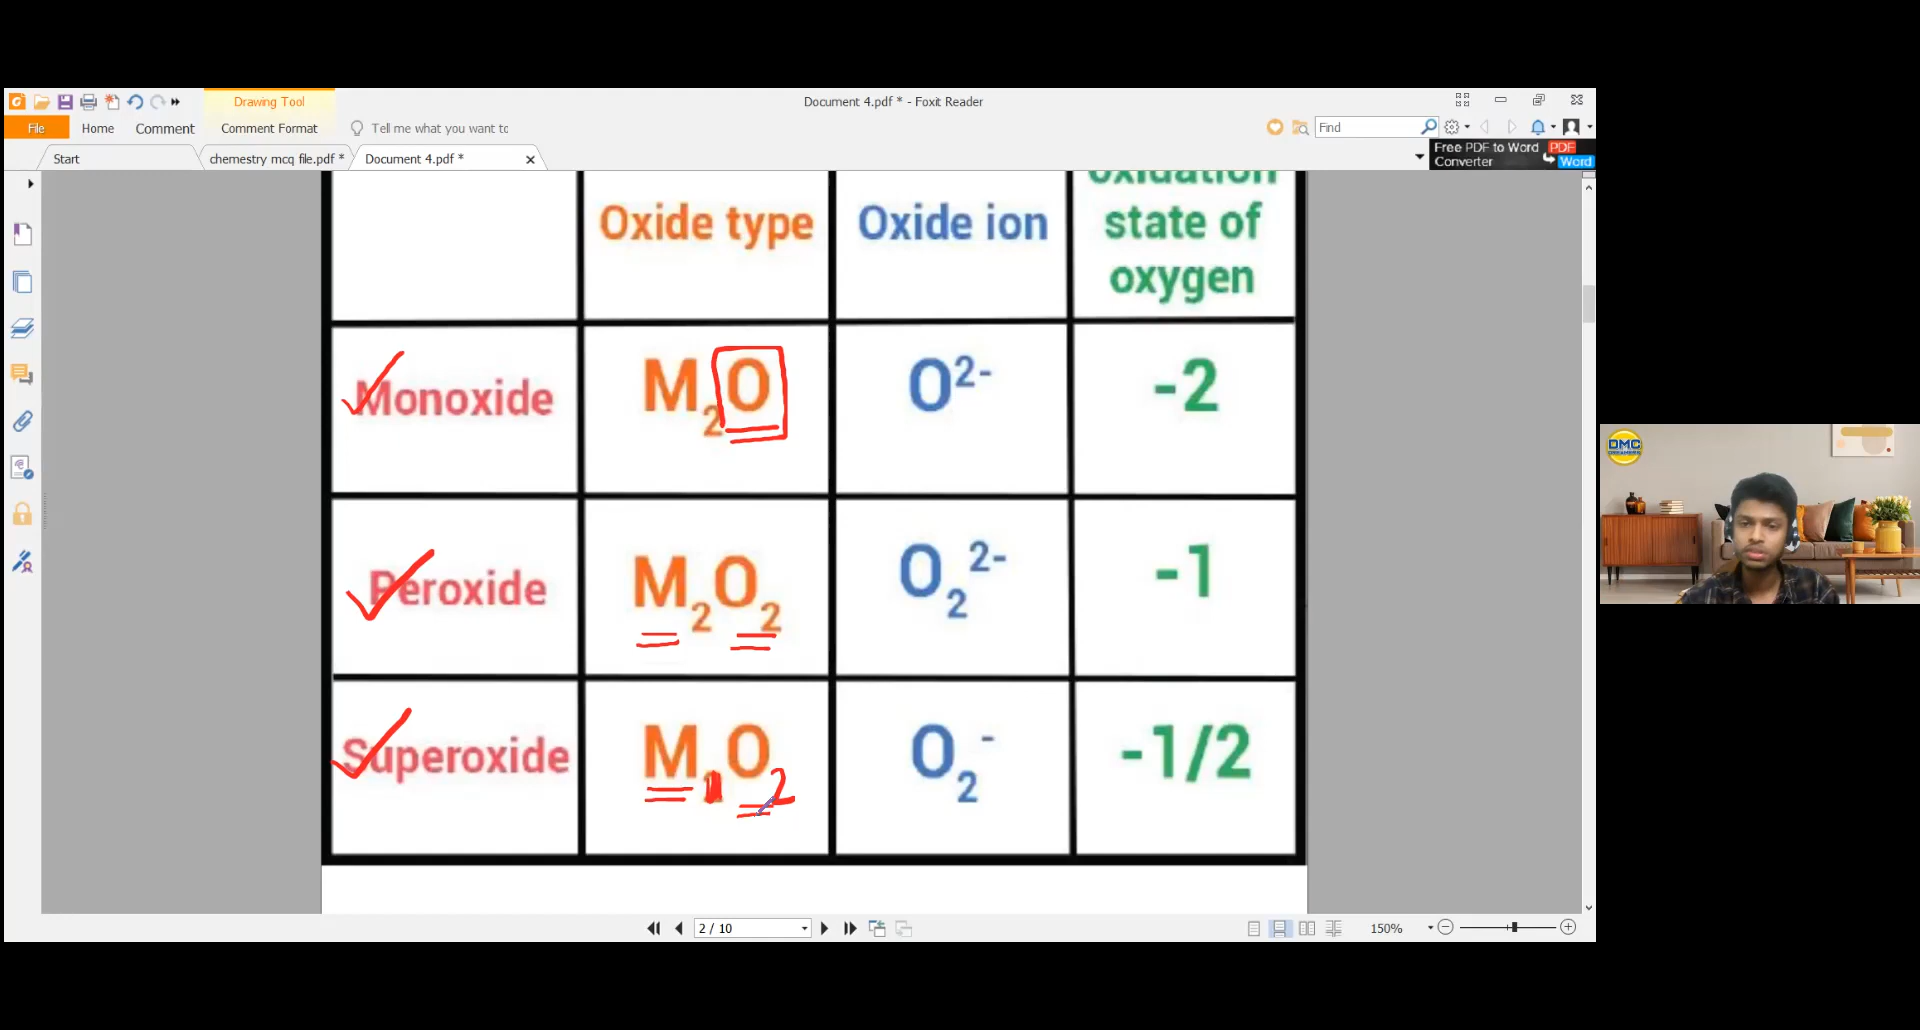 Drawing Tool
Document 4.pdf * - Foxit Reader
File
Home
Comment
Comment Format
Tell me what you want to
Find
Start
chemestry mcq file.pdf *
Document 4.pdf *
Free PDF to Word
Converter
PDF
Word
Oxide type
Oxide ion
oxidation
state of
oxygen
Monoxide
M₂O
O²⁻
-2
Peroxide
M₂O₂
O₂²⁻
-1
Superoxide
M₁O₂
O₂⁻
-1/2
2 / 10
150%
DMC